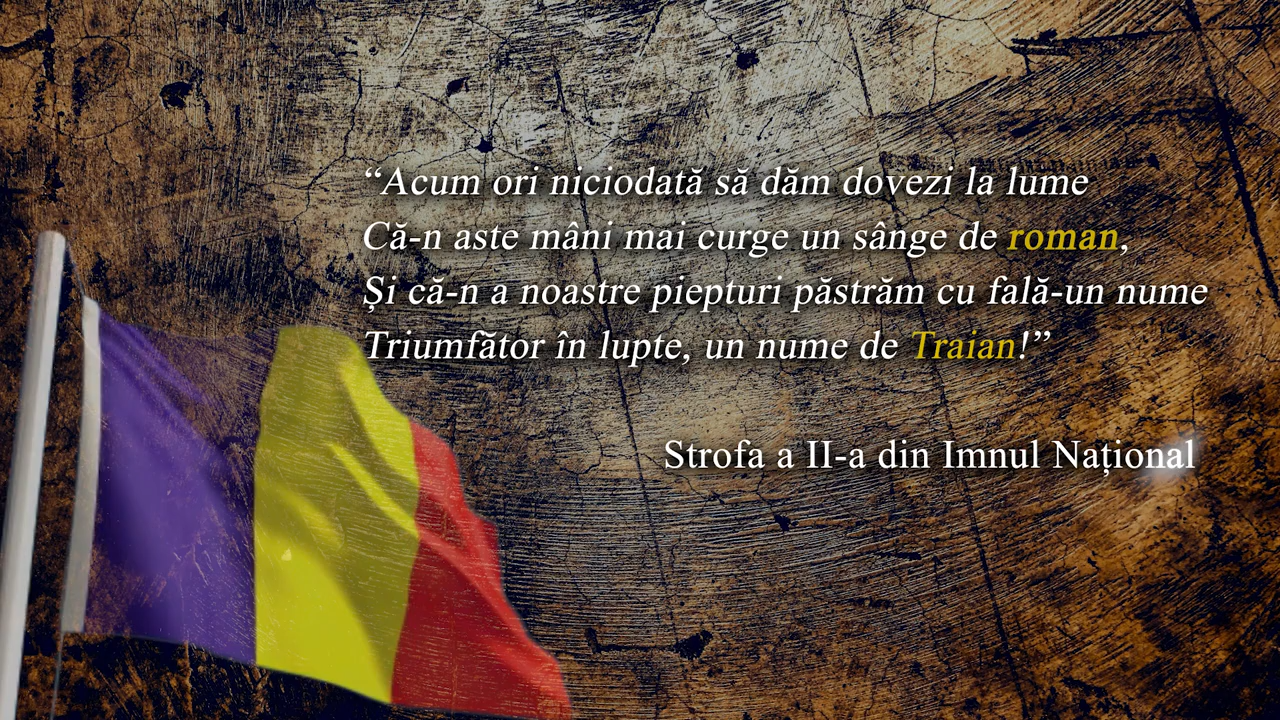 “Acum ori niciodată să dăm dovezi la lume
Că-n aste mâni mai curge un sânge de roman,
Și că-n a noastre piepturi păstrăm cu fală-un nume
Triumfător în lupte, un nume de Traian!”
Strofa a II-a din Imnul Național